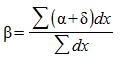 β = ∑(α+δ)dx / ∑dx